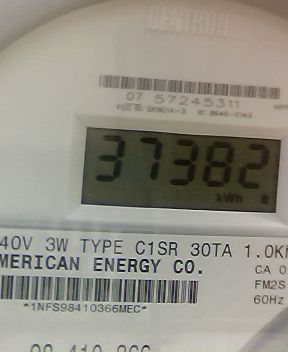 CENTRON
07 57245311
37382
kWh
40V 3W TYPE C1SR 30TA 1.0K
MERICAN ENERGY CO.
CA 0
FM2S
60Hz
*1NFS98410366MEC*